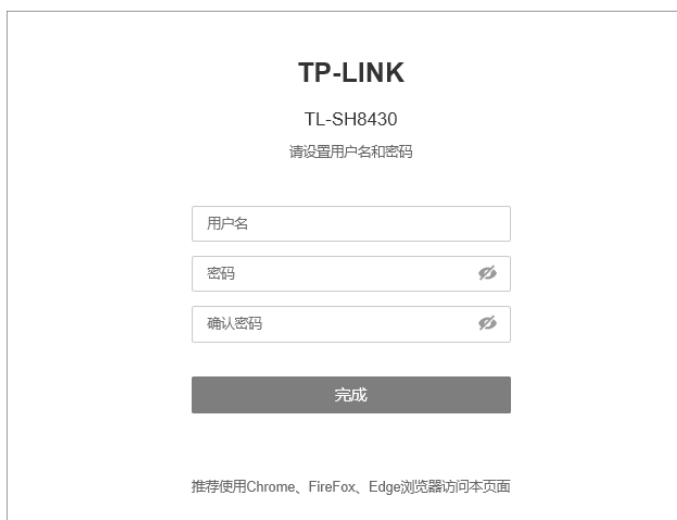 TP-LINK
TL-SH8430
请设置用户名和密码
用户名
密码
确认密码
完成
推荐使用Chrome、FireFox、Edge浏览器访问本页面